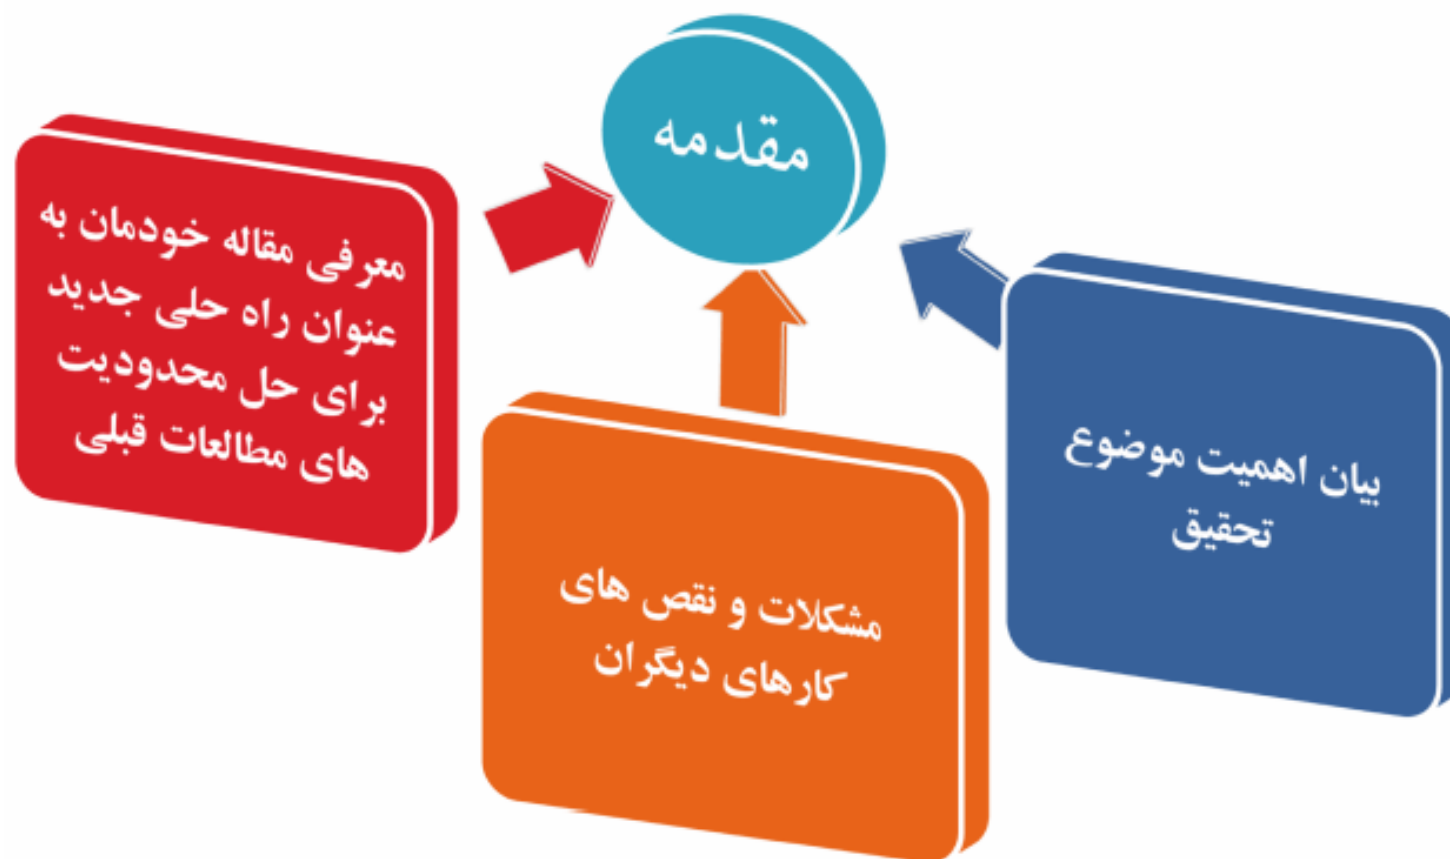 مقدمه
بیان اهمیت موضوع
تحقیق
مشکلات و نقص های
کارهای دیگران
معرفی مقاله خودمان به
عنوان راه حلی جدید
برای حل محدودیت
های مطالعات قبلی